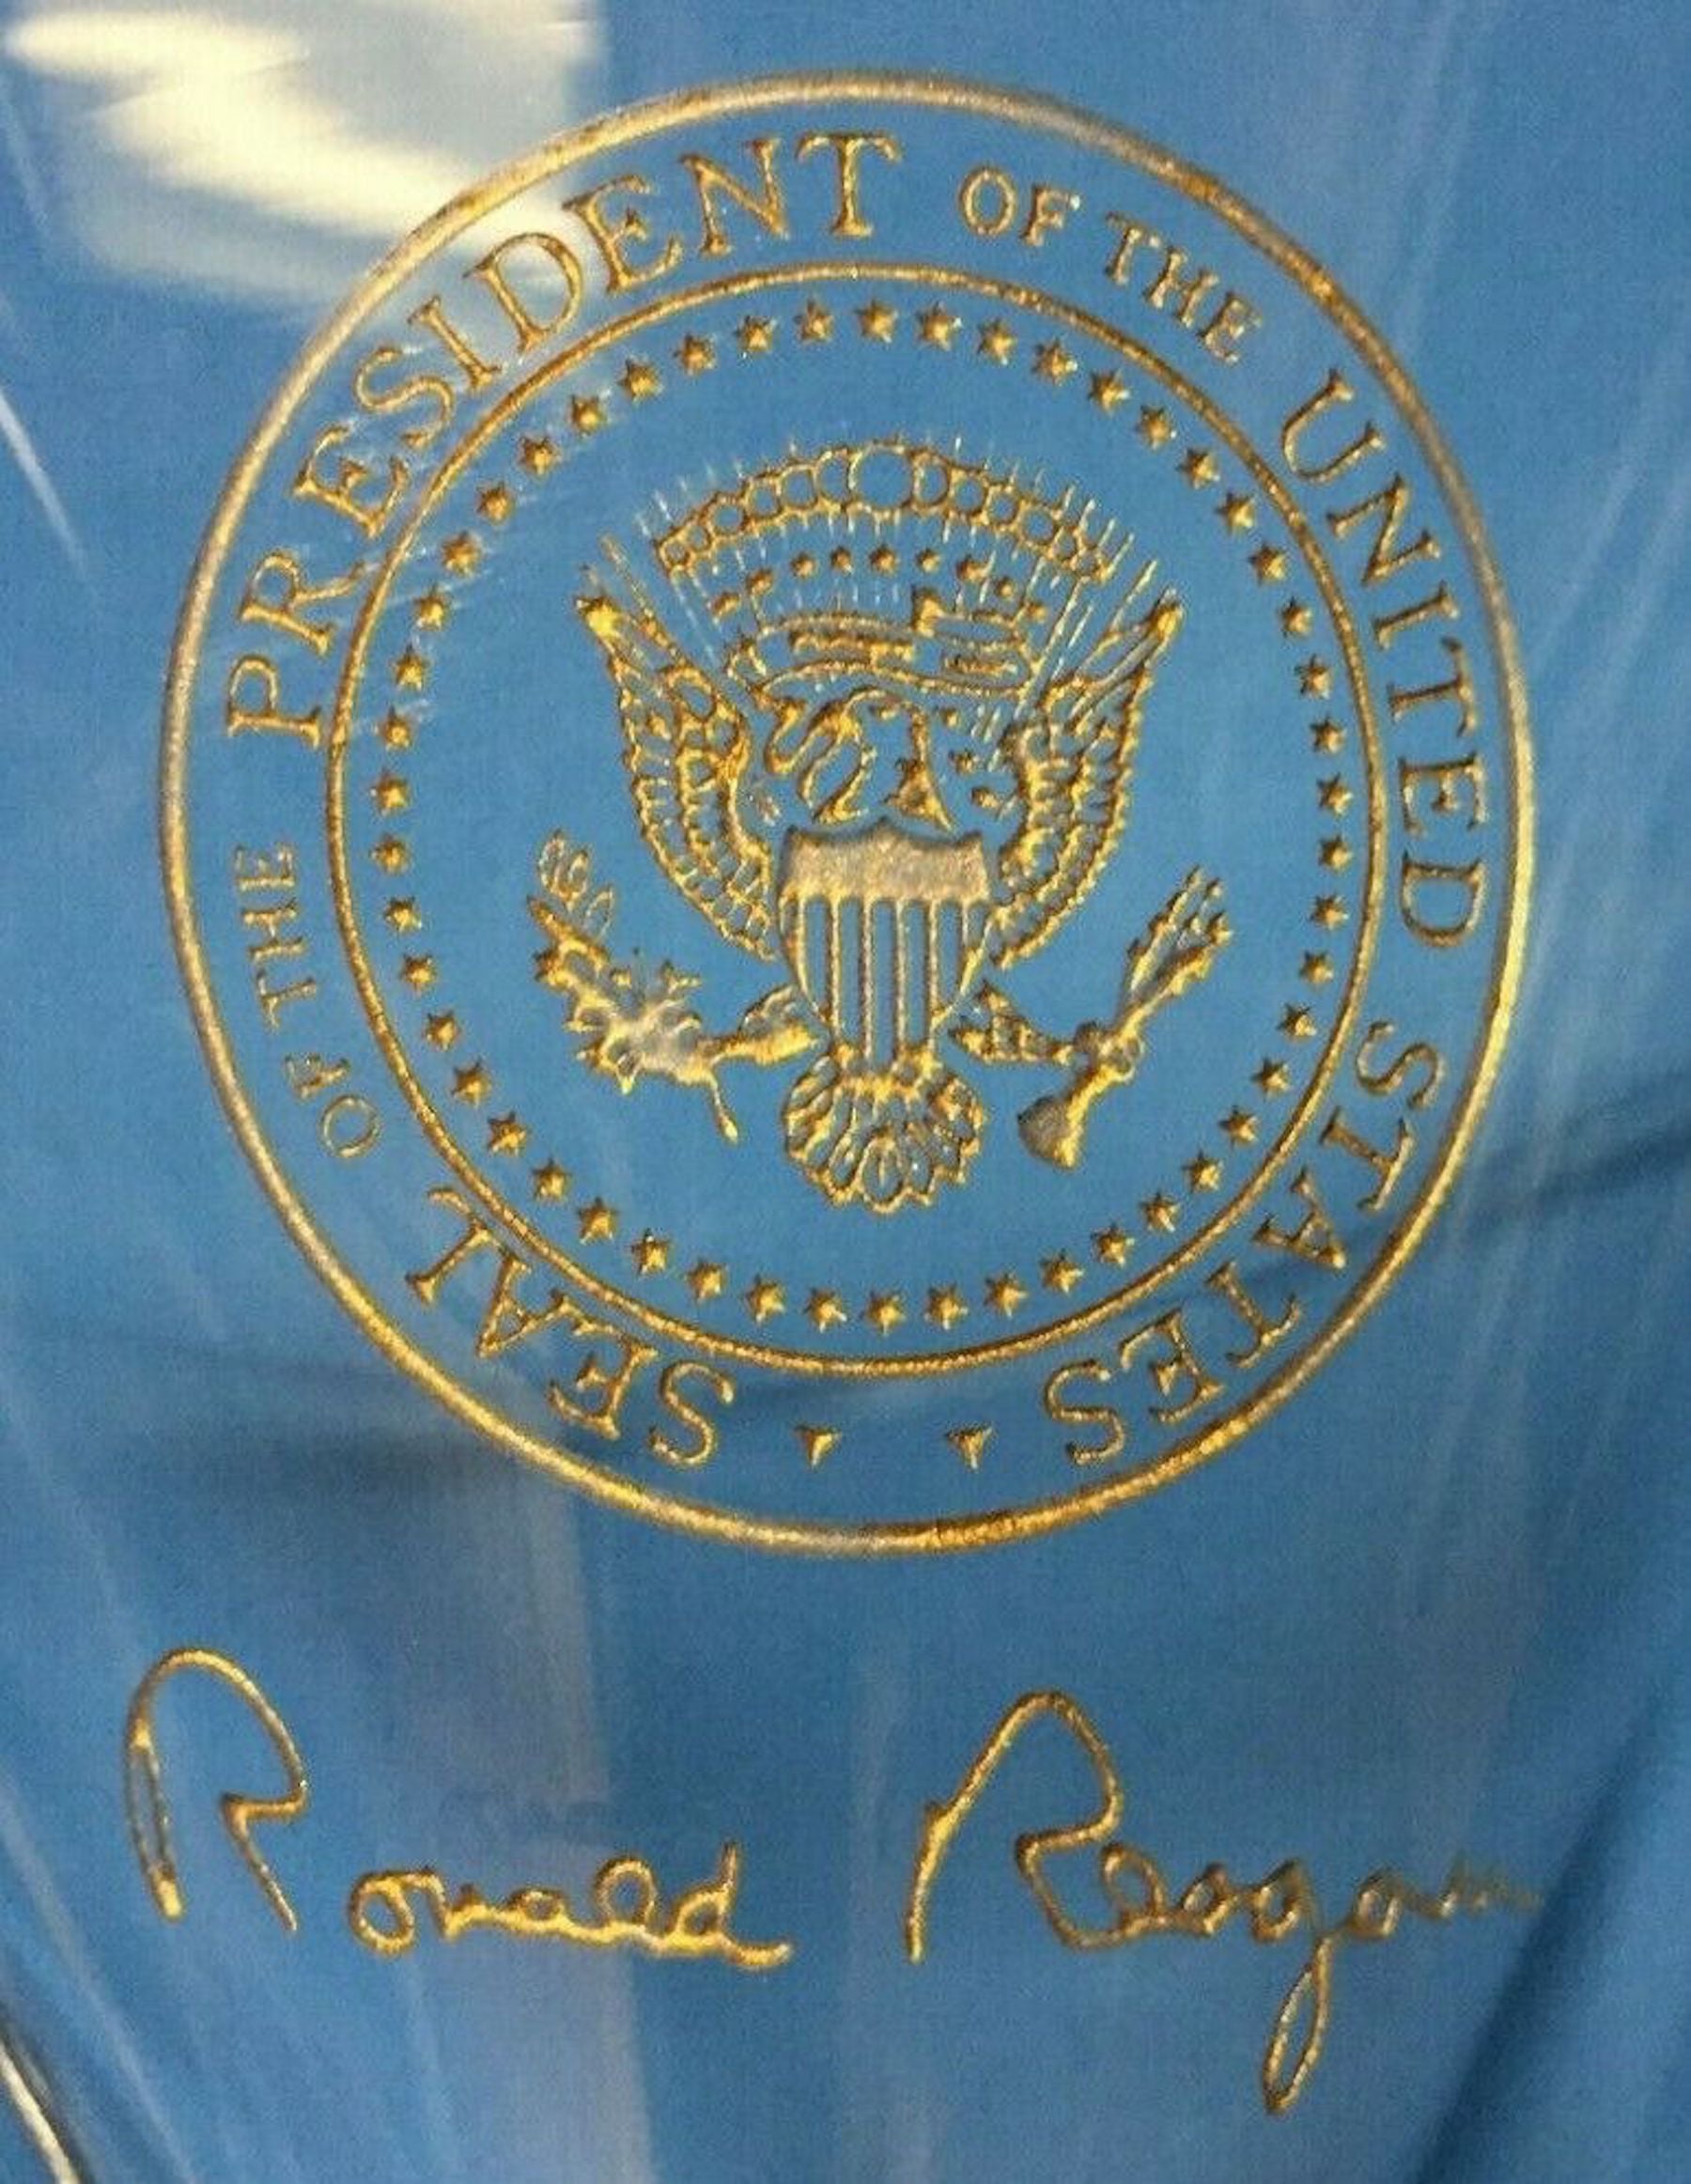 SEAL OF THE PRESIDENT OF THE UNITED STATES
Ronald Reagan